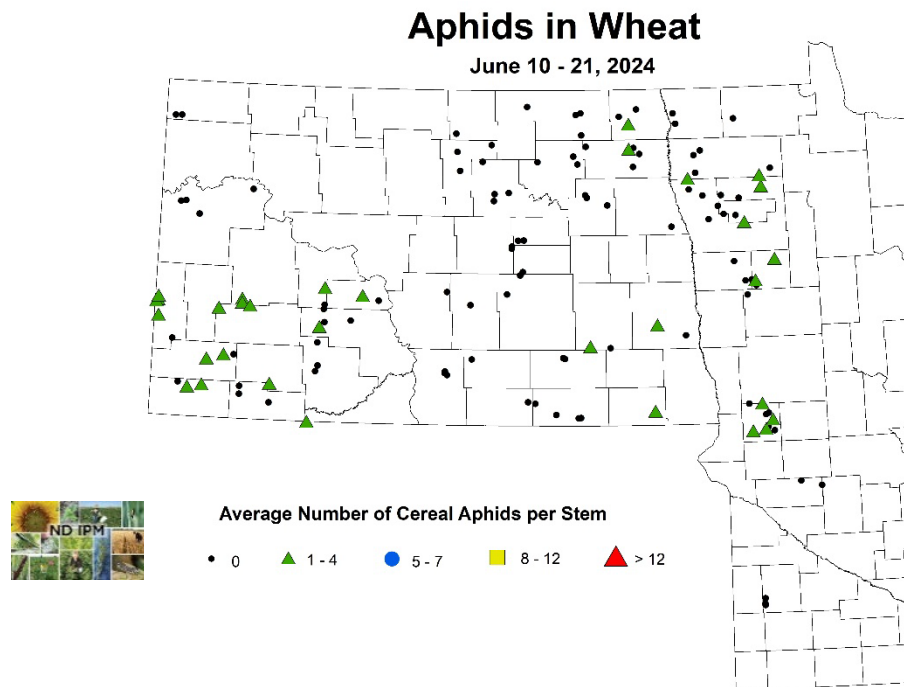 Aphids in Wheat
June 10 - 21, 2024
ND IPM
Average Number of Cereal Aphids per Stem
0 1 - 4 5 - 7 8 - 12 > 12